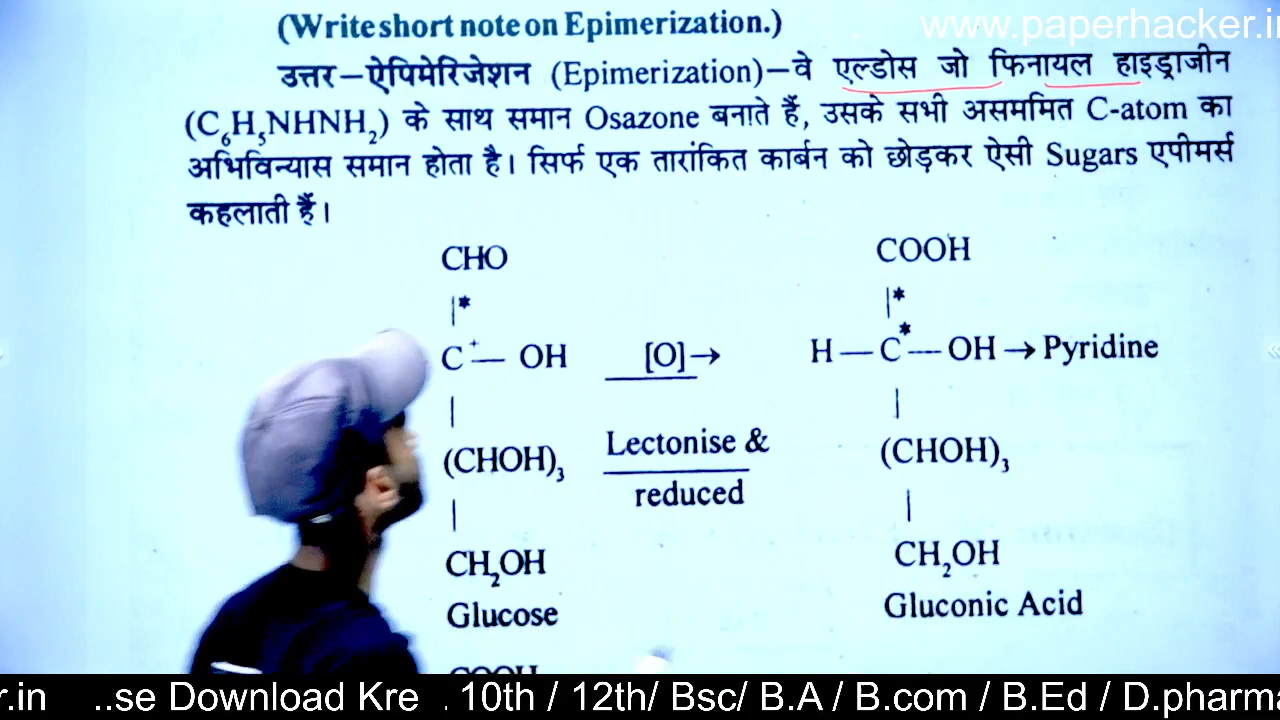 (Write short note on Epimerization.)
www.paperhacker.i
उत्तर–ऐपिमेरिजेशन (Epimerization)–वे एल्डोस जो फिनायल हाइड्राजीन
(C₆H₅NHNH₂) के साथ समान Osazone बनाते हैं, उसके सभी असममित C-atom का
अभिविन्यास समान होता है। सिर्फ एक तारांकित कार्बन को छोड़कर ऐसी Sugars एपीमर्स
कहलाती हैं।
CHO
COOH
|*
|*
C⁺— OH [O]→
H — C*--- OH → Pyridine
|
|
(CHOH)₃
Lectonise &
reduced
(CHOH)₃
|
|
CH₂OH
CH₂OH
Glucose
Gluconic Acid
r.in ..se Download Kre . 10th / 12th/ Bsc/ B.A / B.com / B.Ed / D.pharma